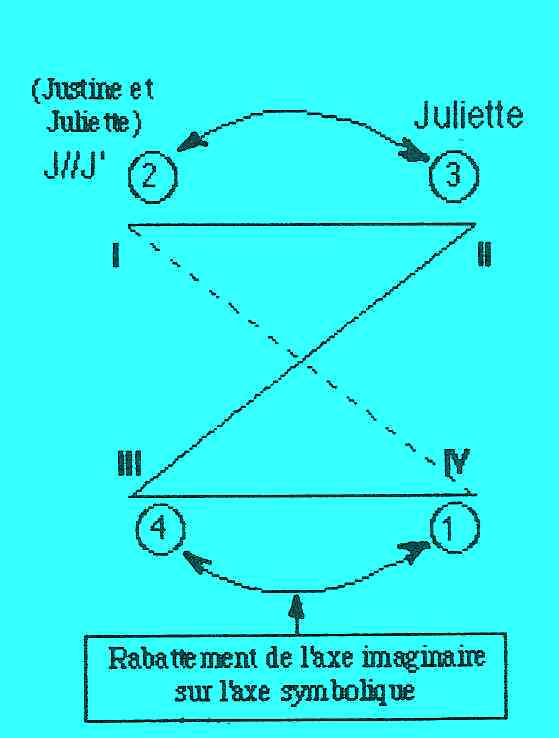 (Justine et
Juliette)
J//J'
2
Juliette
3
I
II
III
IV
4
1
Rabattement de l'axe imaginaire
sur l'axe symbolique